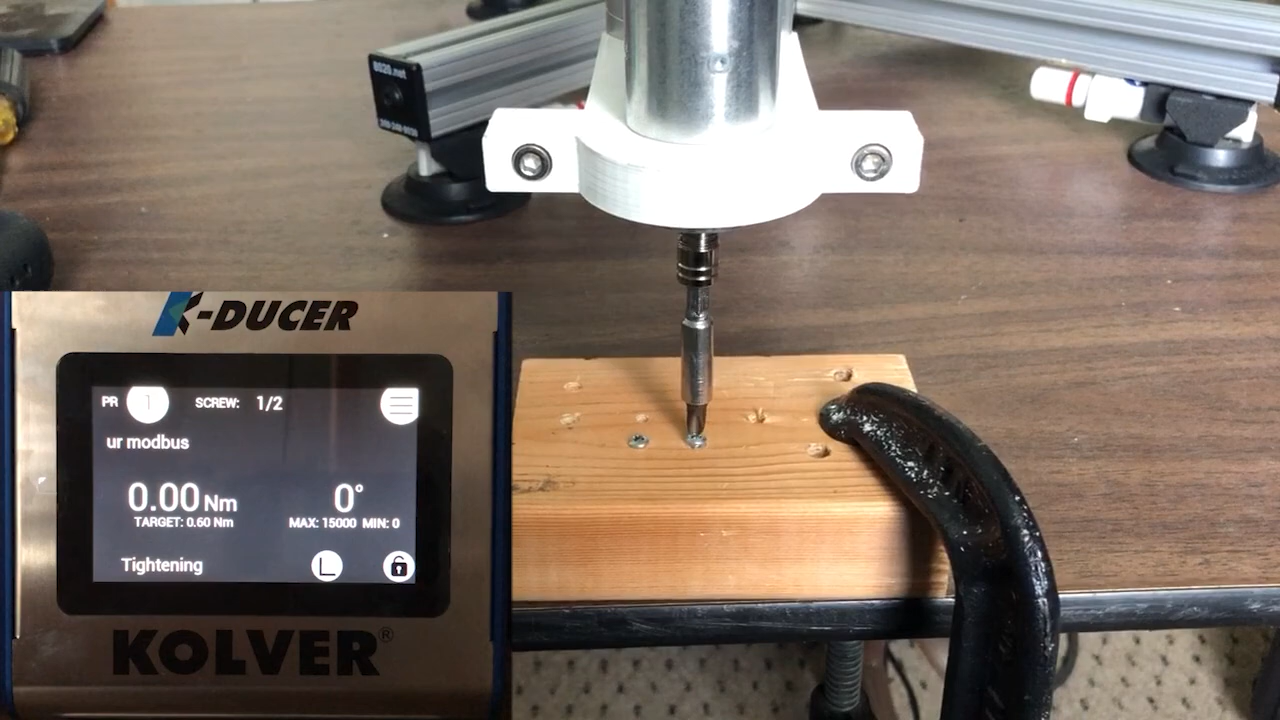 8020.net
K-DUCER
PR 1 SCREW: 1/2
ur modbus
0.00 Nm 0°
TARGET: 0.60 Nm MAX: 15000 MIN: 0
Tightening L
KOLVER®